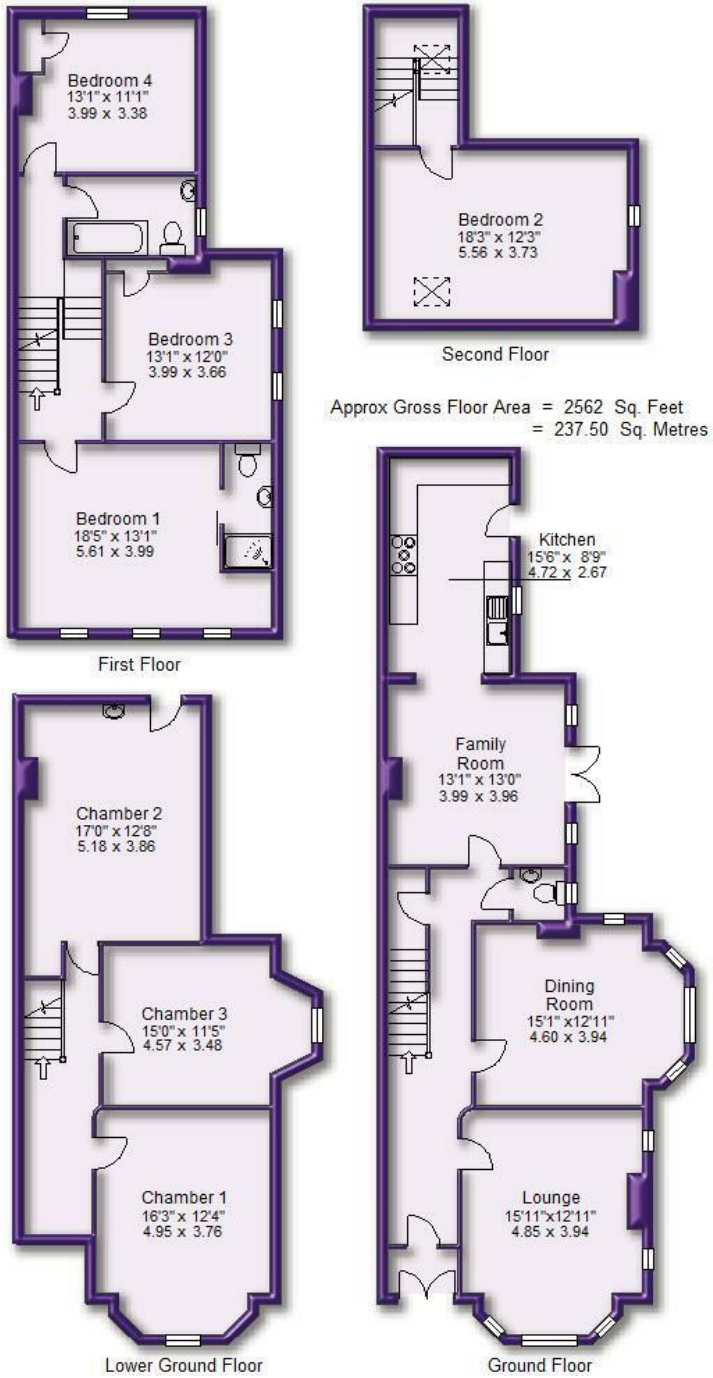 Bedroom 4
13'1" x 11'1"
3.99 x 3.38
Bedroom 3
13'1" x 12'0"
3.99 x 3.66
Bedroom 1
18'5" x 13'1"
5.61 x 3.99
First Floor
Bedroom 2
18'3" x 12'3"
5.56 x 3.73
Second Floor
Approx Gross Floor Area = 2562 Sq. Feet
= 237.50 Sq. Metres
Kitchen
15'6" x 8'9"
4.72 x 2.67
Family
Room
13'1" x 13'0"
3.99 x 3.96
Dining
Room
15'1" x12'11"
4.60 x 3.94
Lounge
15'11"x12'11"
4.85 x 3.94
Ground Floor
Chamber 2
17'0" x 12'8"
5.18 x 3.86
Chamber 3
15'0" x 11'5"
4.57 x 3.48
Chamber 1
16'3" x 12'4"
4.95 x 3.76
Lower Ground Floor